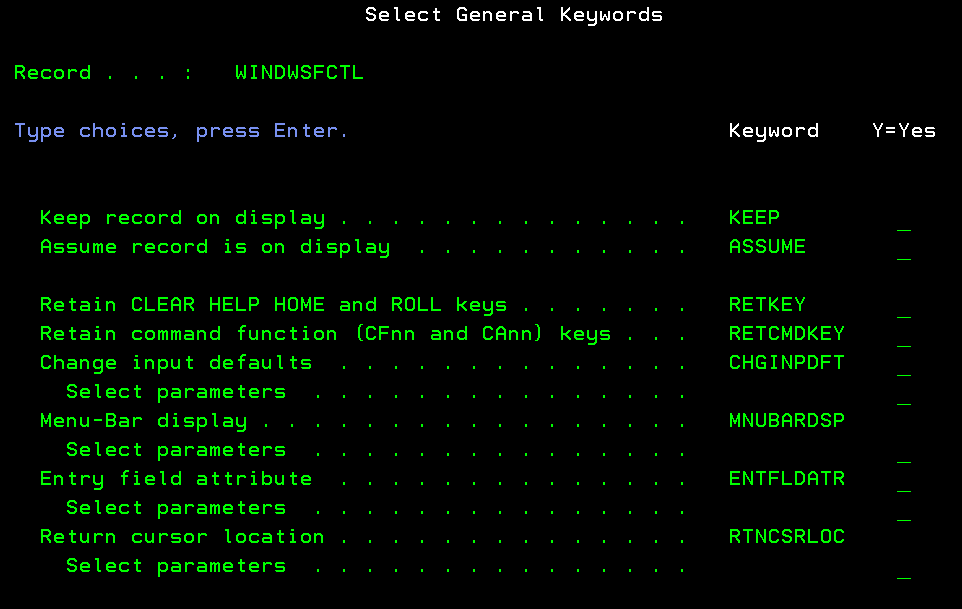 Select General Keywords
Record . . . :   WINDWSFCTL
Type choices, press Enter.                             Keyword    Y=Yes
Keep record on display . . . . . . . . . . . . . .   KEEP         _
Assume record is on display  . . . . . . . . . . .   ASSUME       _
Retain CLEAR HELP HOME and ROLL keys . . . . . . .   RETKEY       _
Retain command function (CFnn and CAnn) keys . . .   RETCMDKEY    _
Change input defaults  . . . . . . . . . . . . . .   CHGINPDFT    _
Select parameters  . . . . . . . . . . . . . . .                _
Menu-Bar display . . . . . . . . . . . . . . . . .   MNUBARDSP
Select parameters  . . . . . . . . . . . . . . .                _
Entry field attribute  . . . . . . . . . . . . . .   ENTFLDATR    _
Select parameters  . . . . . . . . . . . . . . .                _
Return cursor location . . . . . . . . . . . . . .   RTNCSRLOC
Select parameters  . . . . . . . . . . . . . . .                _